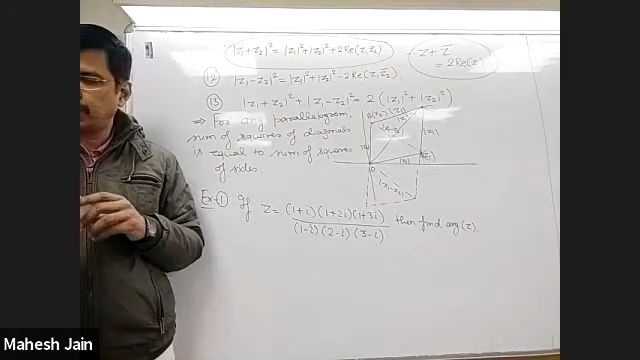 |Z₁+Z₂|² = |Z₁|²+|Z₂|²+2Re(Z₁Z̄₂)
Z + Z̄
= 2Re(Z)
⑫ |Z₁-Z₂|² = |Z₁|²+|Z₂|²-2Re(Z₁Z̄₂).
⑬ |Z₁+Z₂|²+|Z₁-Z₂|² = 2(|Z₁|²+|Z₂|²)
⇒ For any parallelogram,
sum of squares of diagonals
is equal to sum of squares
of sides.
|Z₁|
O
|Z₁-Z₂|
Ex-① If Z = (1+i)(1+2i)(1+3i) / (1-i)(2-i)(3-i) then find arg(z).
Mahesh Jain